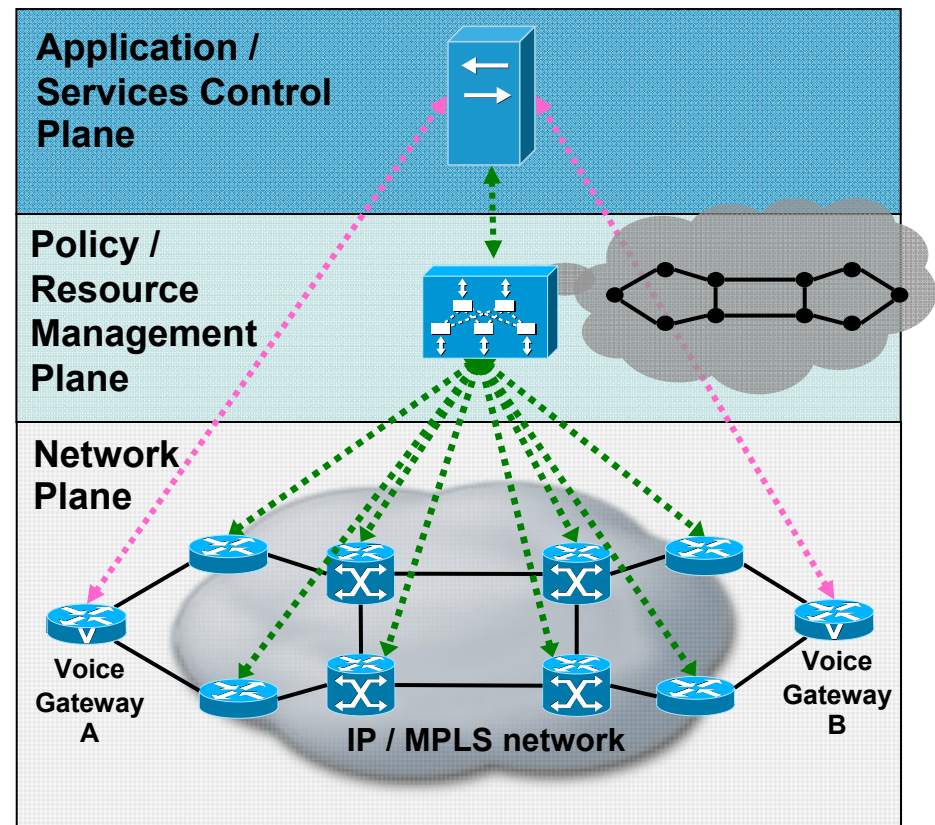 Application /
Services Control
Plane
Policy /
Resource
Management
Plane
Network
Plane
V
Voice
Gateway
A
V
Voice
Gateway
B
IP / MPLS network